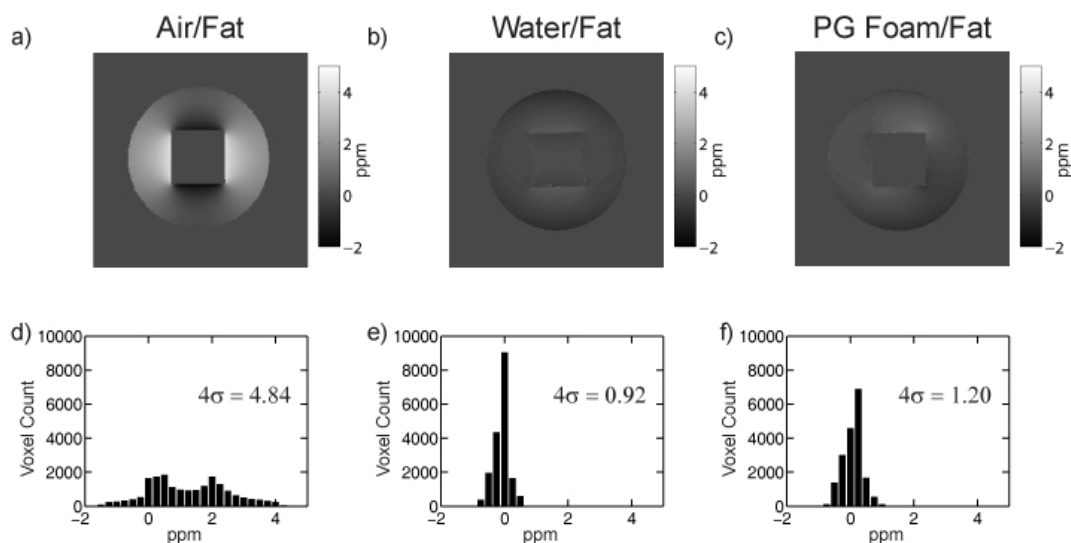 Air/Fat
Water/Fat
PG Foam/Fat
a)
b)
c)
4
2
0
−2
ppm
4
2
0
−2
ppm
4
2
0
−2
ppm
d)
e)
f)
10000
8000
6000
4000
2000
0
Voxel Count
4σ = 4.84
−2
0
2
4
ppm
10000
8000
6000
4000
2000
0
Voxel Count
4σ = 0.92
−2
0
2
4
ppm
10000
8000
6000
4000
2000
0
Voxel Count
4σ = 1.20
−2
0
2
4
ppm